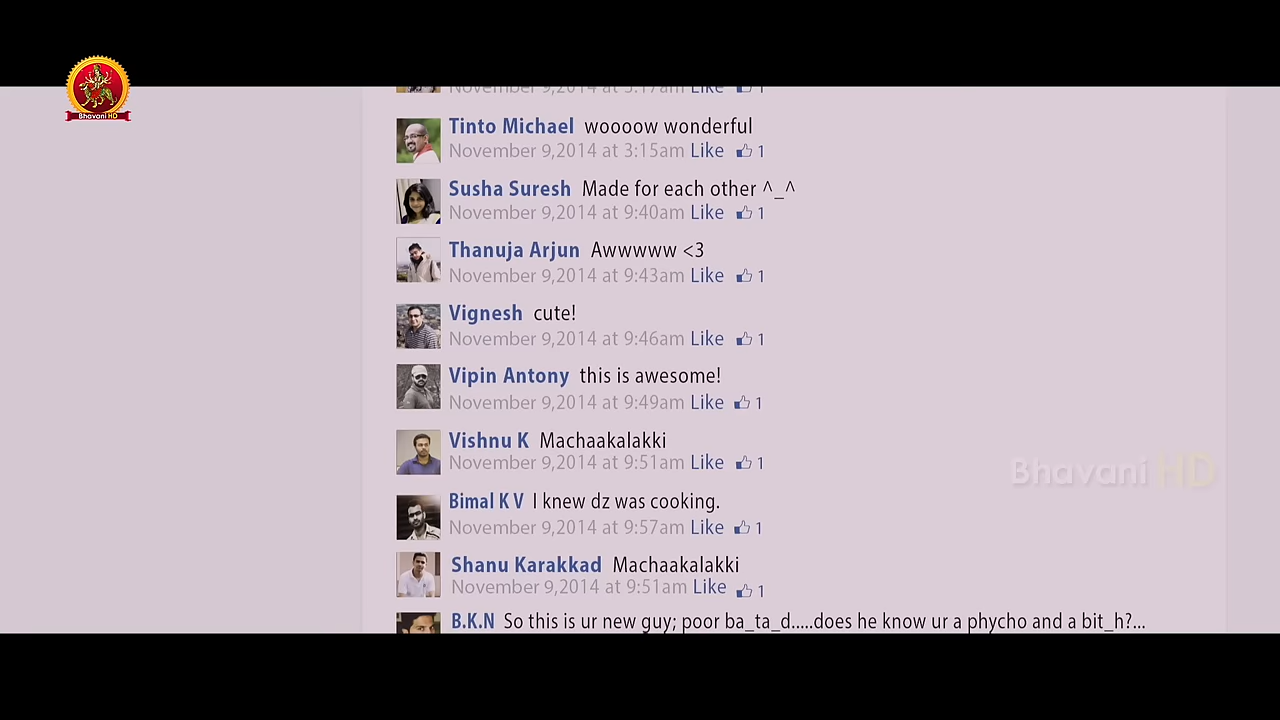 Bhavani HD
November 9,2014 at 3:17am Like 1
Tinto Michael woooow wonderful
November 9,2014 at 3:15am Like 1
Susha Suresh Made for each other ^_^
November 9,2014 at 9:40am Like 1
Thanuja Arjun Awwwww <3
November 9,2014 at 9:43am Like 1
Vignesh cute!
November 9,2014 at 9:46am Like 1
Vipin Antony this is awesome!
November 9,2014 at 9:49am Like 1
Vishnu K Machaakalakki
November 9,2014 at 9:51am Like 1
Bhavani HD
Bimal K V I knew dz was cooking.
November 9,2014 at 9:57am Like 1
Shanu Karakkad Machaakalakki
November 9,2014 at 9:51am Like 1
B.K.N So this is ur new guy; poor ba_ta_d.....does he know ur a phycho and a bit_h?...